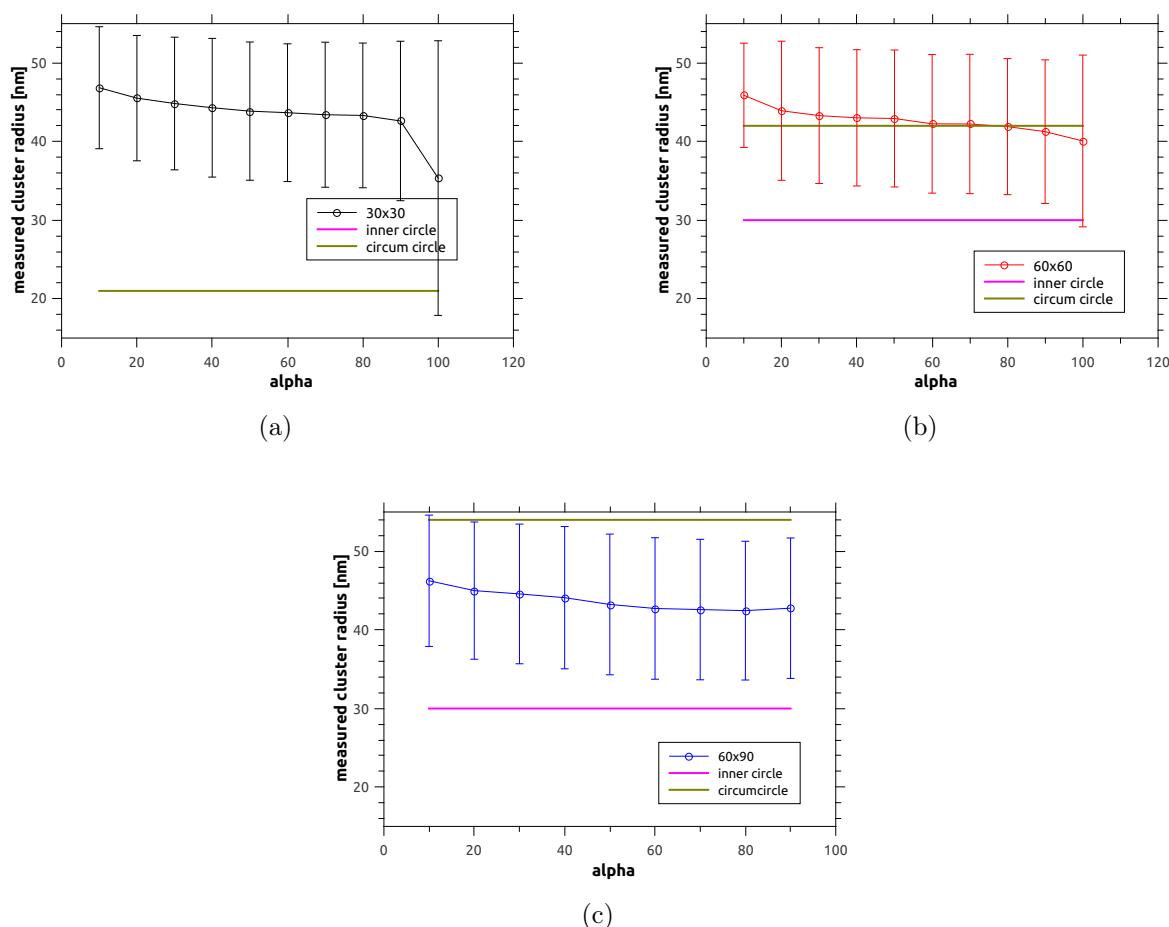 measured cluster radius [nm]
50
40
30
20
30x30
inner circle
circum circle
0 20 40 60 80 100 120
alpha
(a)
measured cluster radius [nm]
50
40
30
20
60x60
inner circle
circum circle
0 20 40 60 80 100 120
alpha
(b)
measured cluster radius [nm]
50
40
30
20
60x90
inner circle
circumcircle
0 20 40 60 80 100
alpha
(c)